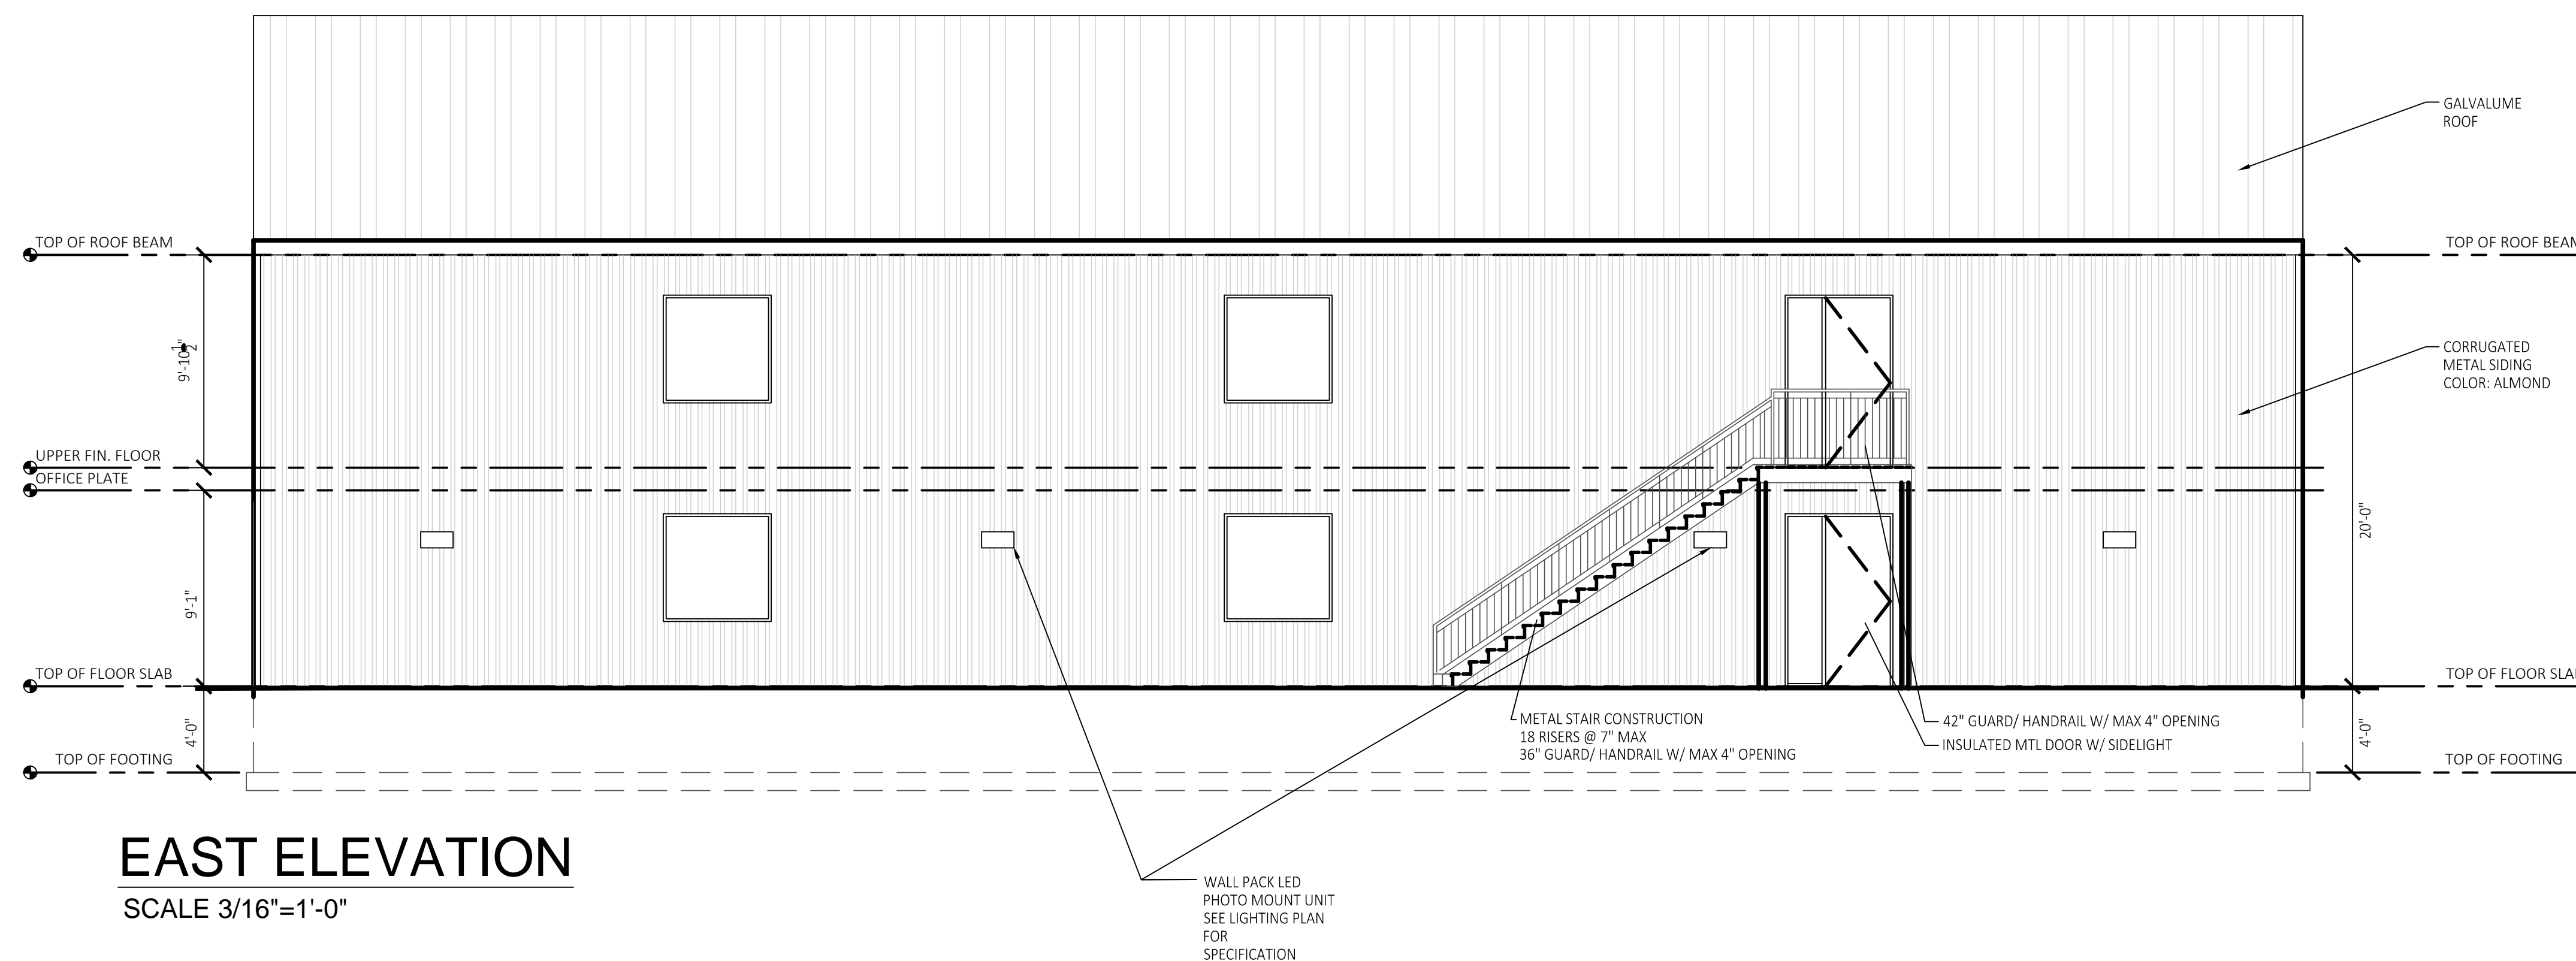 GALVALUME
ROOF
TOP OF ROOF BEAM
TOP OF ROOF BEAM
9'-10 1/2"
CORRUGATED
METAL SIDING
COLOR: ALMOND
UPPER FIN. FLOOR
OFFICE PLATE
20'-0"
9'-1"
TOP OF FLOOR SLAB
TOP OF FLOOR SLAB
4'-0"
4'-0"
METAL STAIR CONSTRUCTION
18 RISERS @ 7" MAX
36" GUARD/ HANDRAIL W/ MAX 4" OPENING
42" GUARD/ HANDRAIL W/ MAX 4" OPENING
INSULATED MTL DOOR W/ SIDELIGHT
TOP OF FOOTING
TOP OF FOOTING
EAST ELEVATION
SCALE 3/16"=1'-0"
WALL PACK LED
PHOTO MOUNT UNIT
SEE LIGHTING PLAN
FOR
SPECIFICATION